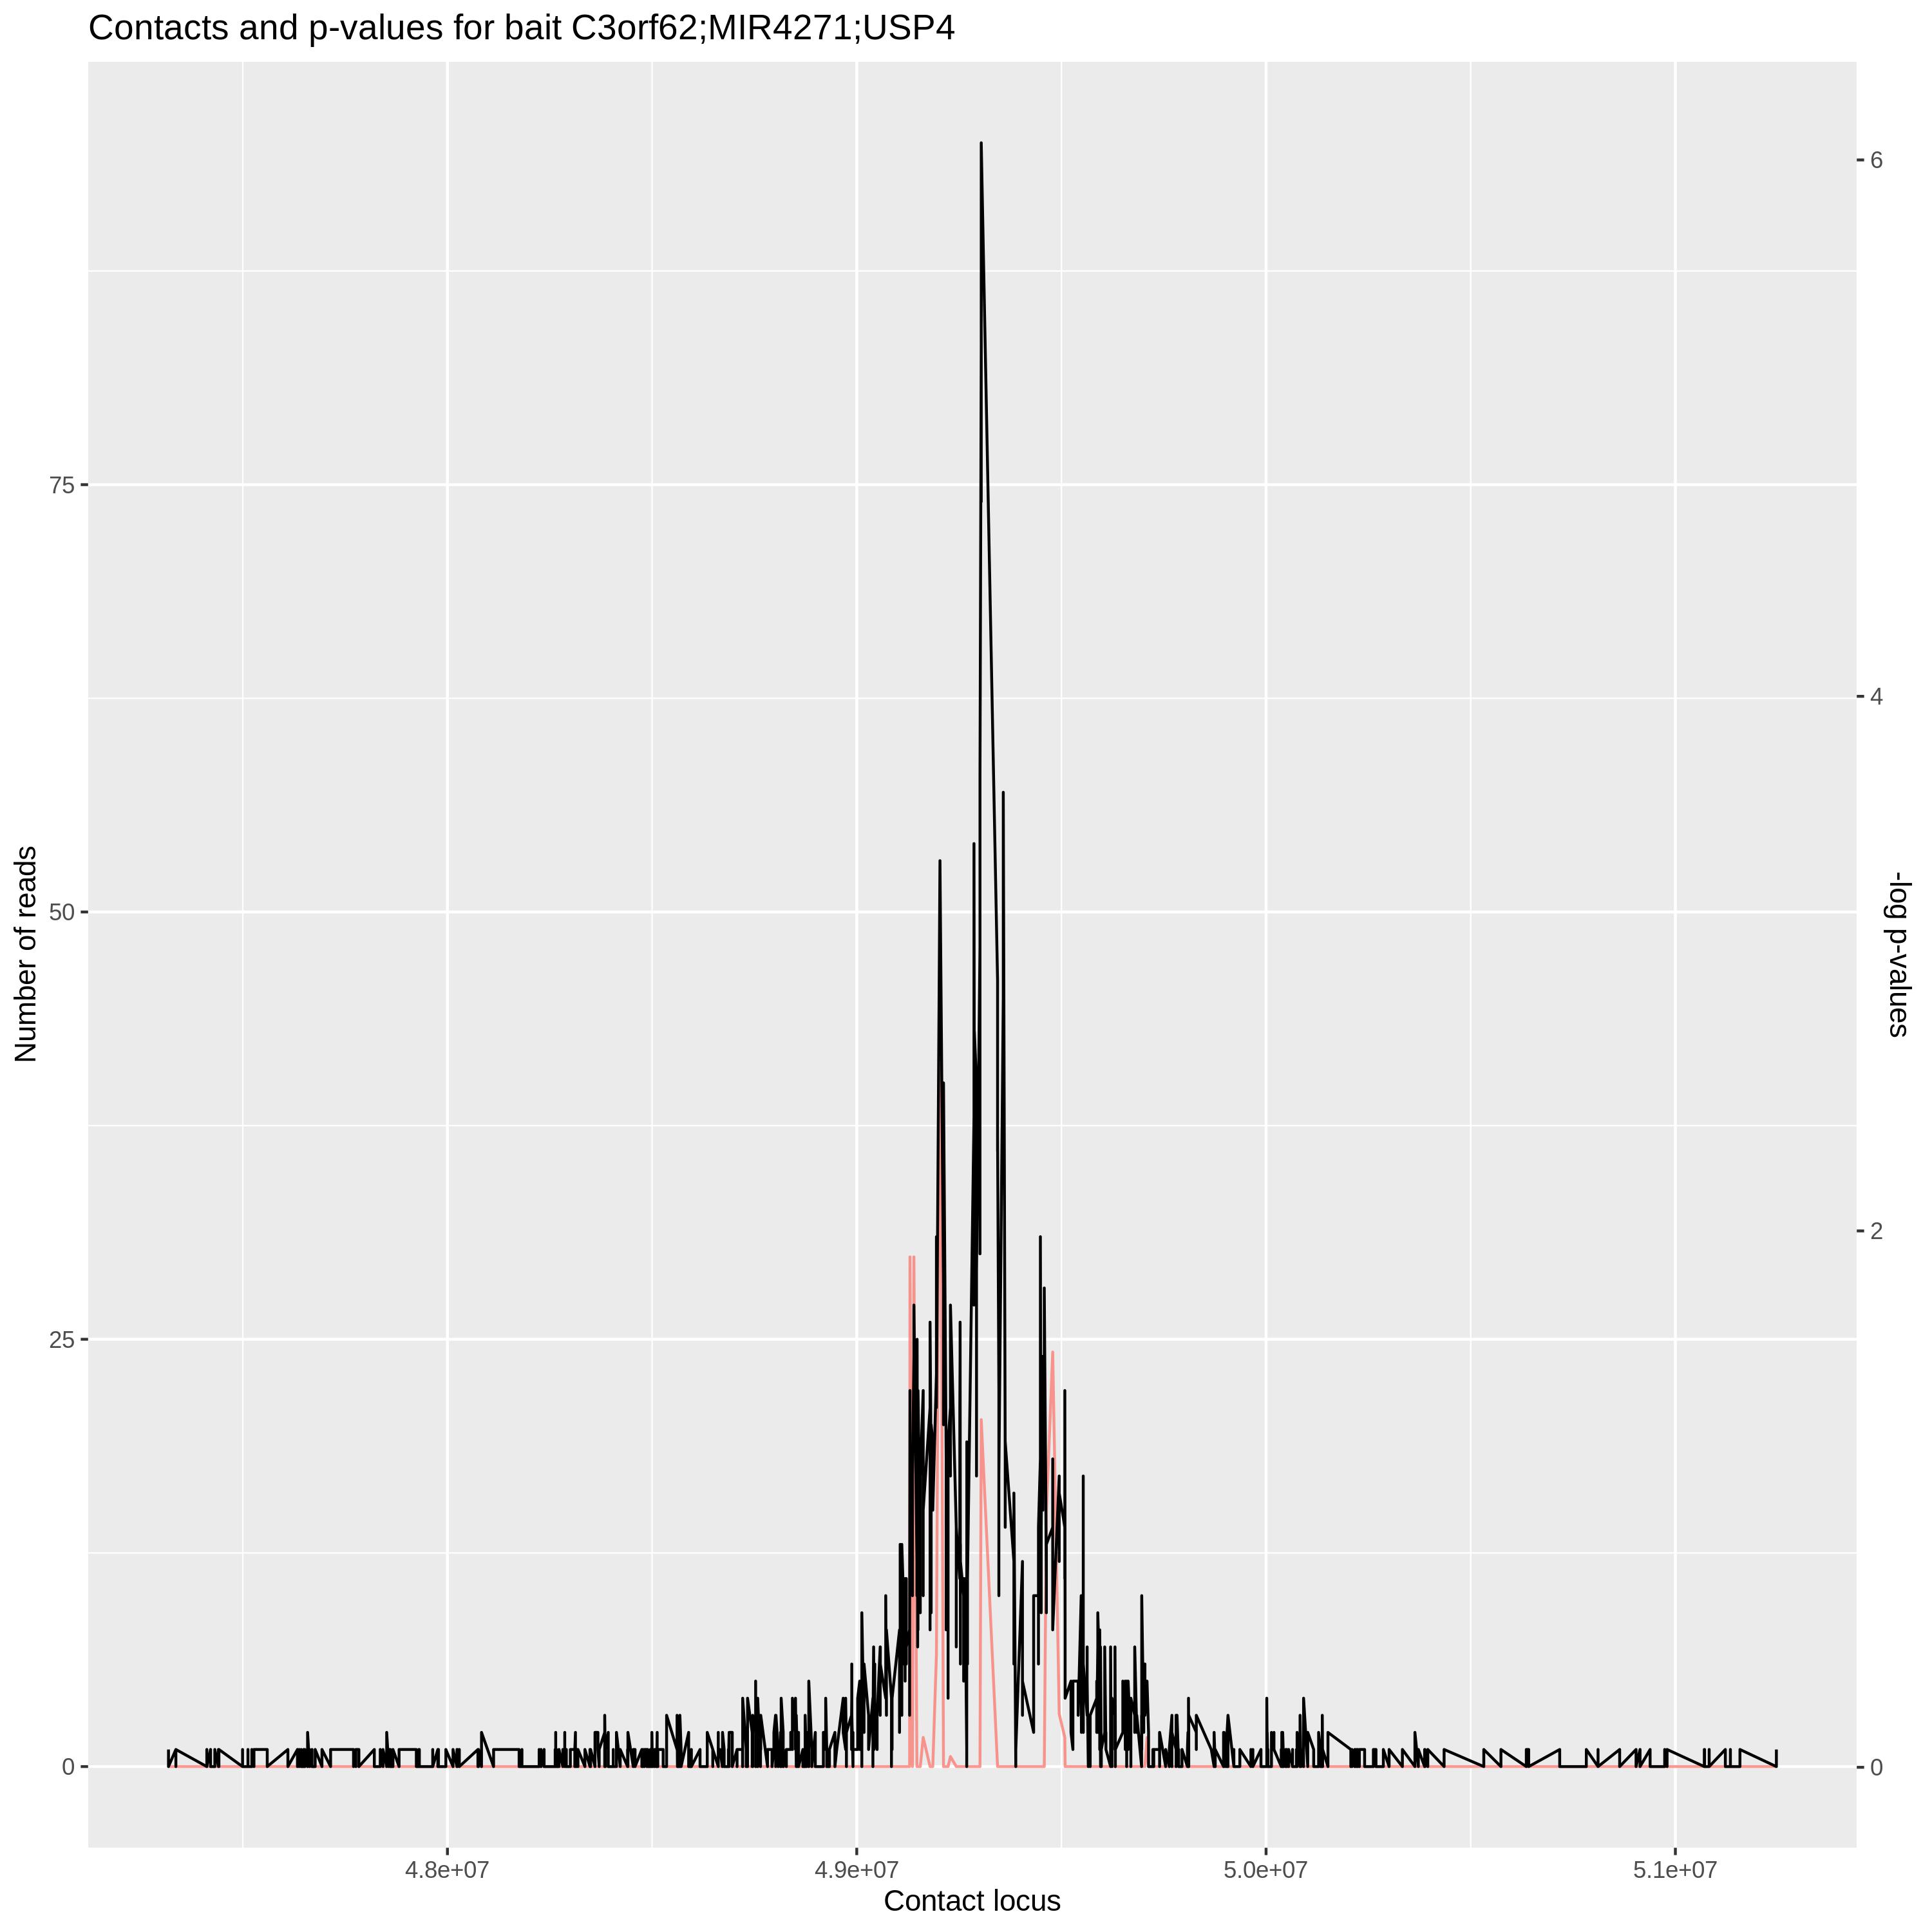 Contacts and p-values for bait C3orf62;MIR4271;USP4
Number of reads
75
50
25
0
6
4
2
0
-log p-values
4.8e+07
4.9e+07
5.0e+07
5.1e+07
Contact locus